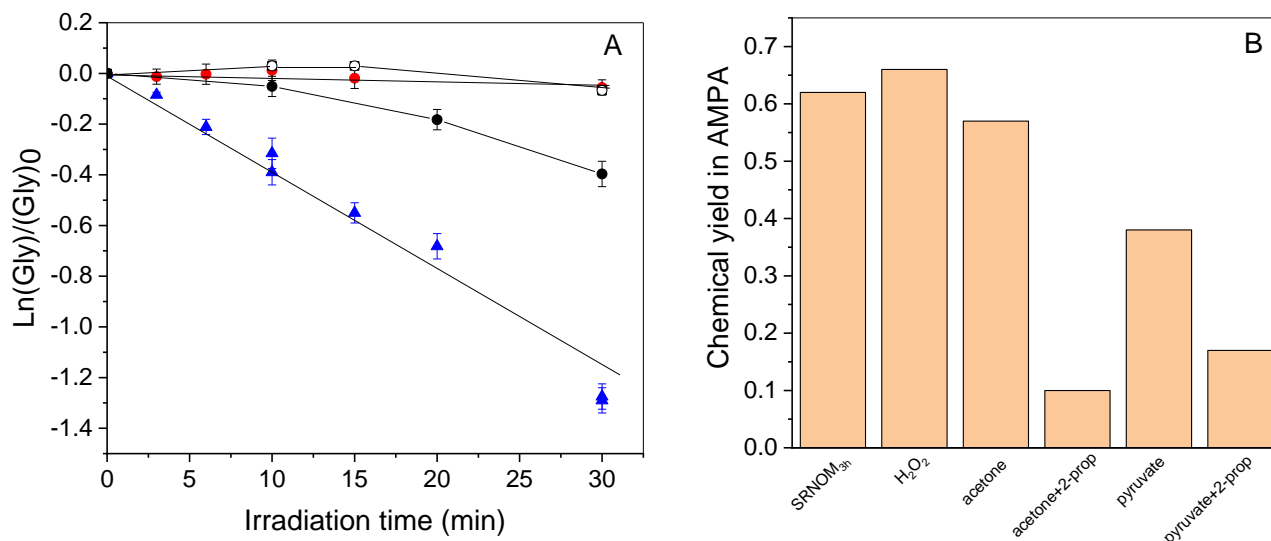 A
Ln(Gly)/(Gly)0
0.2
0.0
-0.2
-0.4
-0.6
-0.8
-1.0
-1.2
-1.4
0 5 10 15 20 25 30
Irradiation time (min)
B
Chemical yield in AMPA
0.7
0.6
0.5
0.4
0.3
0.2
0.1
0.0
SRNOM3h
H2O2
acetone
acetone+2-prop
pyruvate
pyruvate+2-prop